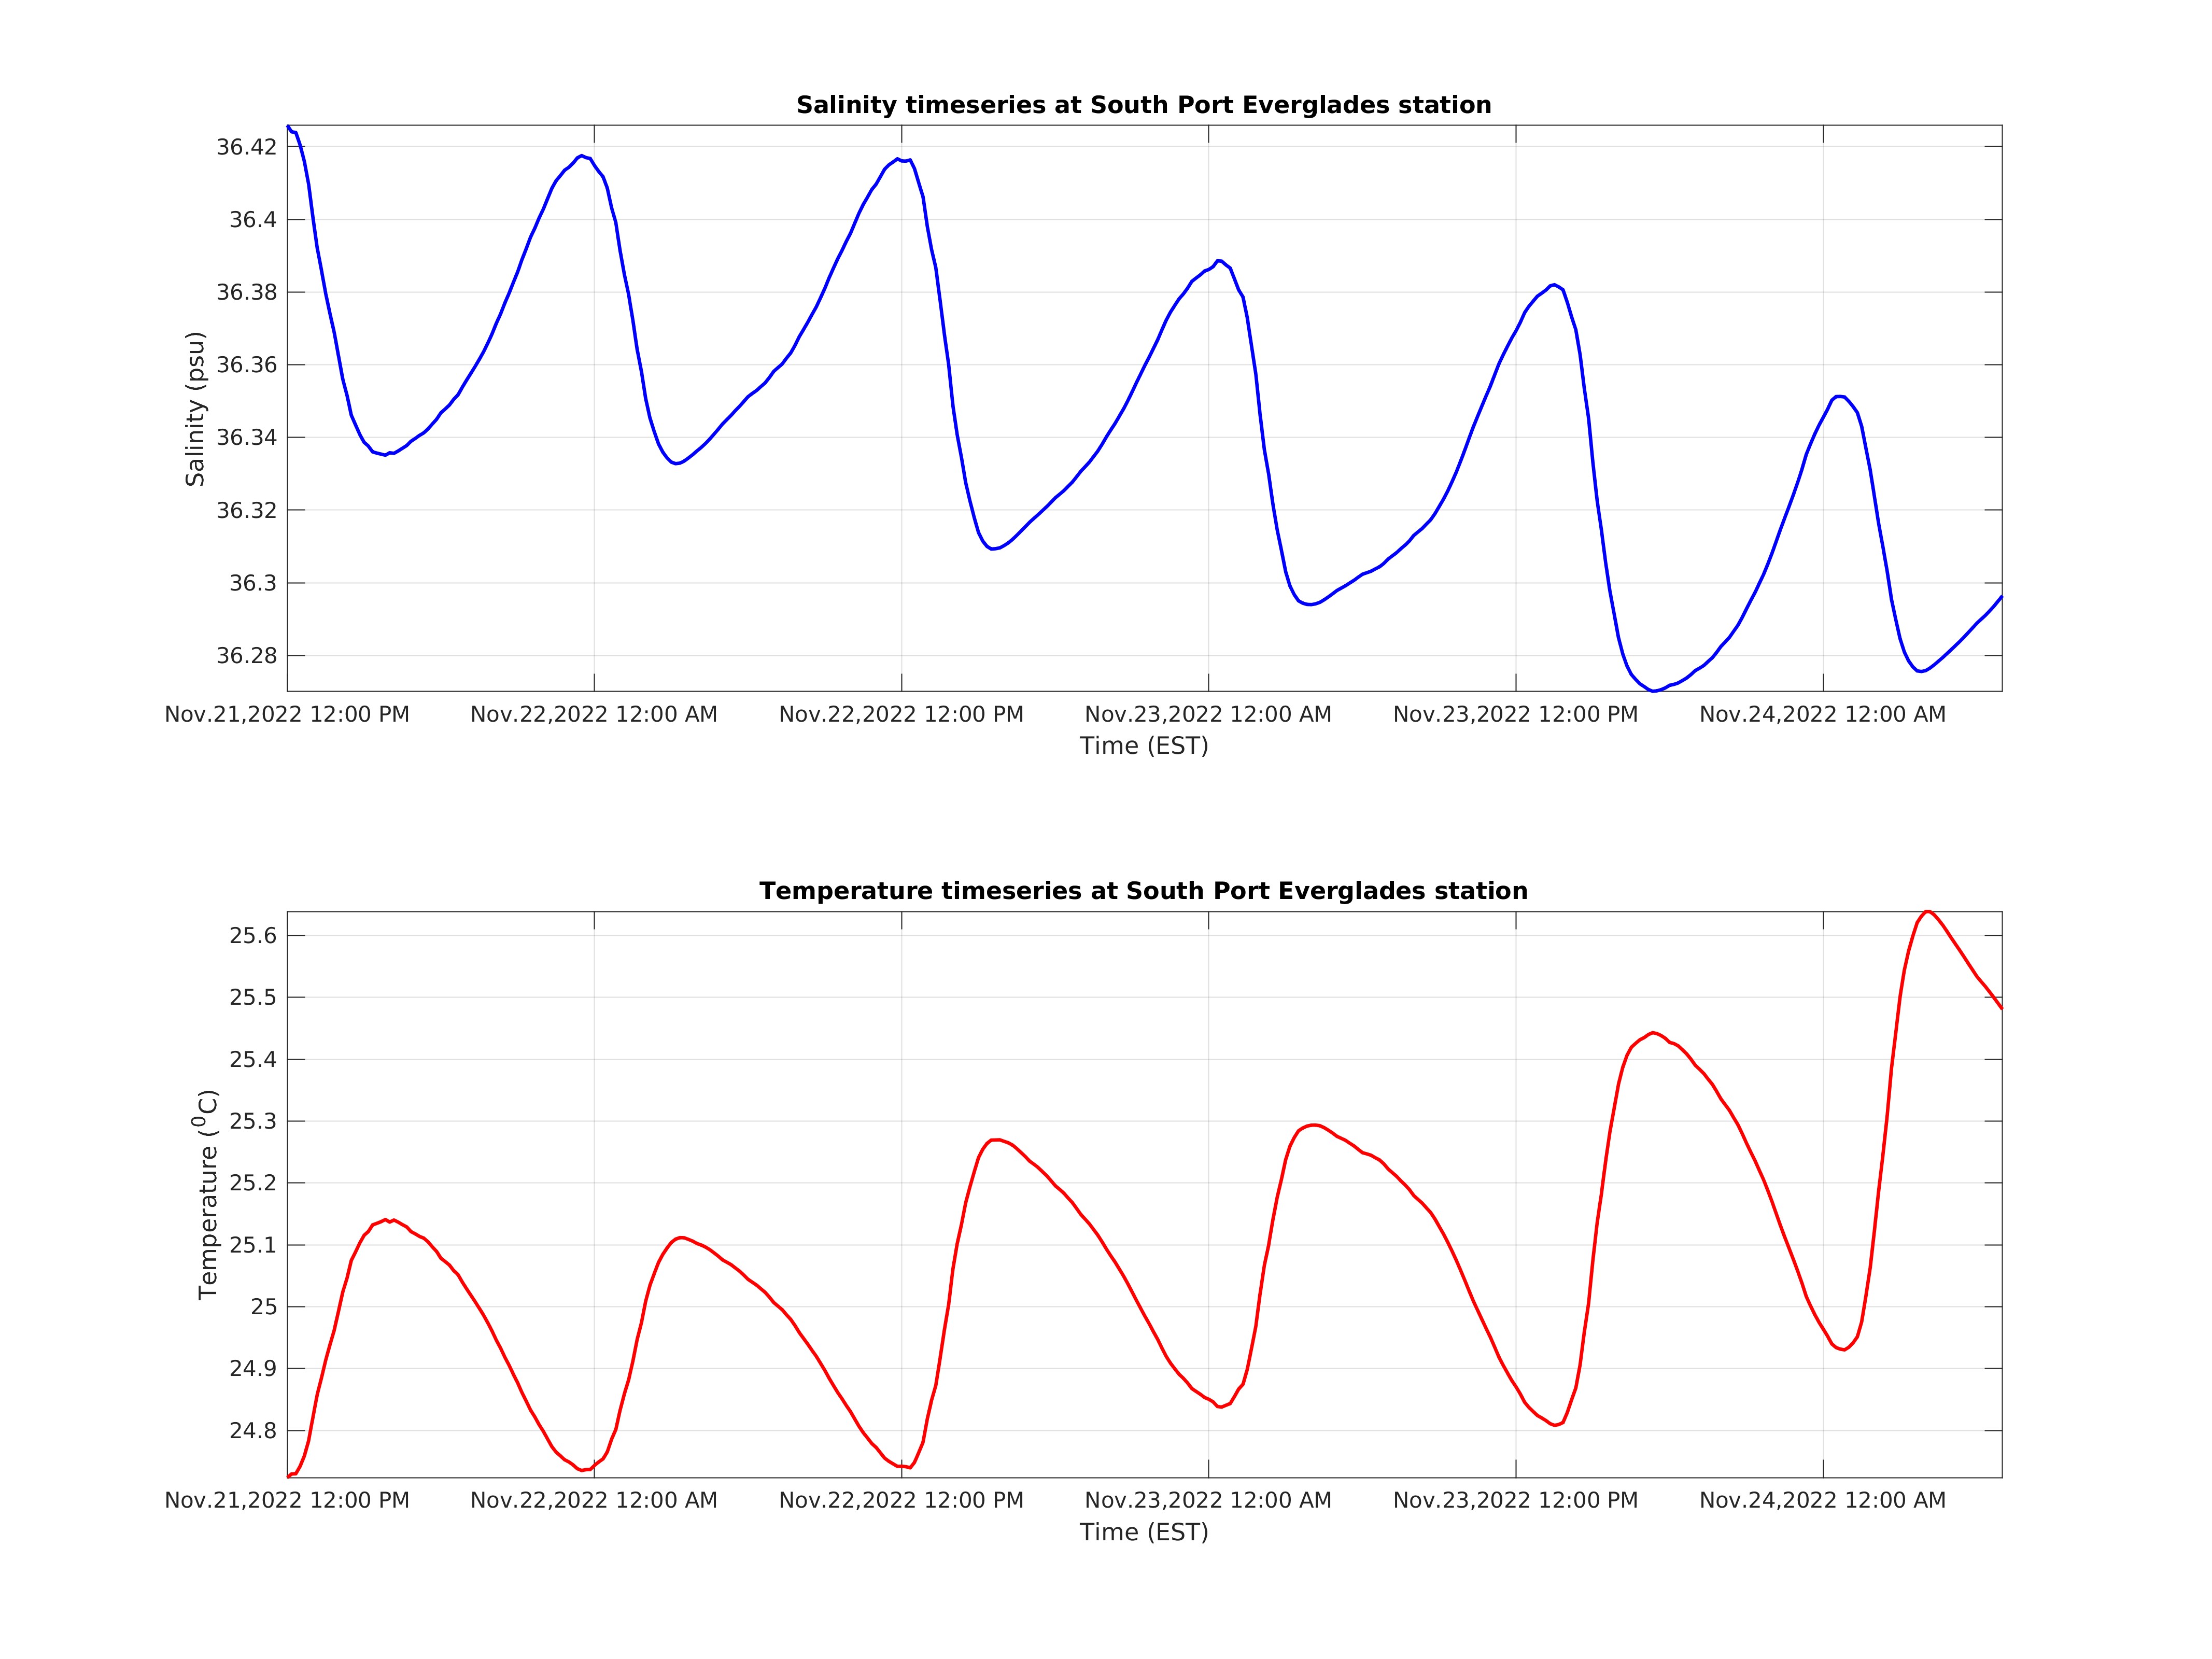 Salinity timeseries at South Port Everglades station
36.42
36.4
36.38
36.36
36.34
36.32
36.3
36.28
Salinity (psu)
Nov.21,2022 12:00 PM Nov.22,2022 12:00 AM Nov.22,2022 12:00 PM Nov.23,2022 12:00 AM Nov.23,2022 12:00 PM Nov.24,2022 12:00 AM
Time (EST)
Temperature timeseries at South Port Everglades station
25.6
25.5
25.4
25.3
25.2
25.1
25
24.9
24.8
Temperature (⁰C)
Nov.21,2022 12:00 PM Nov.22,2022 12:00 AM Nov.22,2022 12:00 PM Nov.23,2022 12:00 AM Nov.23,2022 12:00 PM Nov.24,2022 12:00 AM
Time (EST)